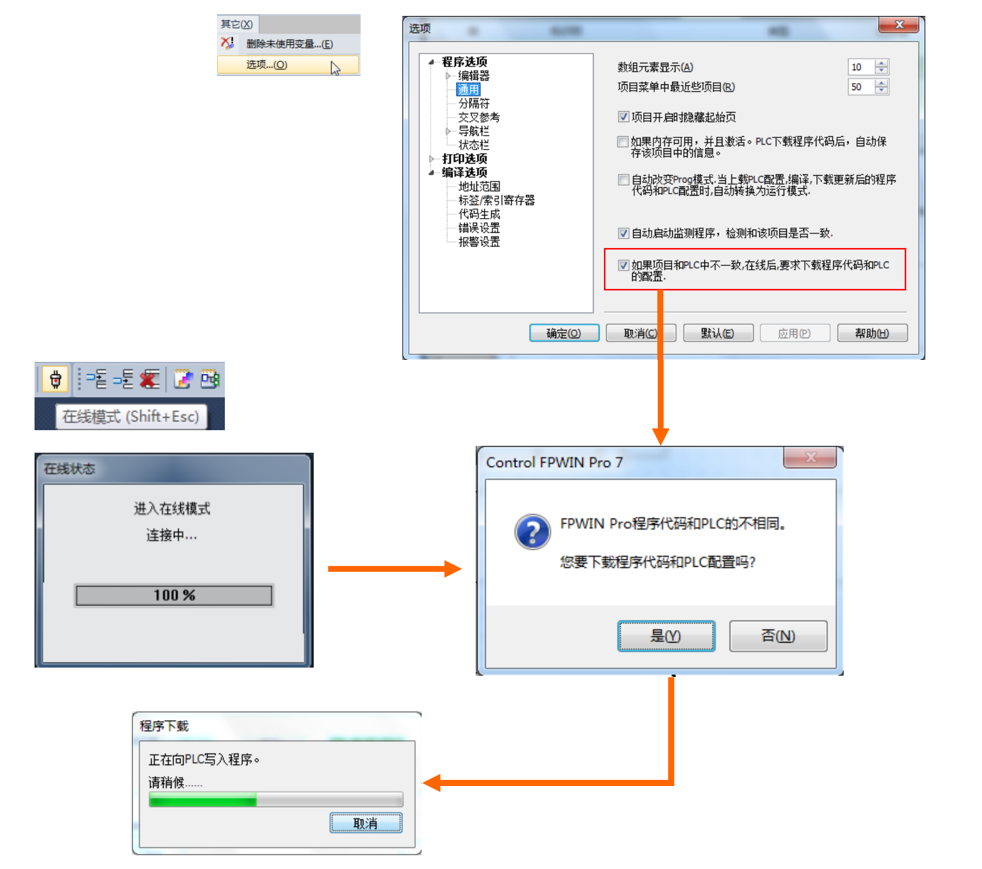 其它(X)
删除未使用变量...(E)
选项...(O)
选项
程序选项
编辑器
通用
分隔符
交叉参考
导航栏
状态栏
打印选项
编译选项
地址范围
标签/索引寄存器
代码生成
错误设置
报警设置
数组元素显示(A)
10
项目菜单中最近些项目(R)
50
项目开启时隐藏起始页
如果内存可用，并且激活。PLC下载程序代码后，自动保
存该项目中的信息。
自动改变Prog模式.当上载PLC配置,编译,下载更新后的程序
代码和PLC配置时,自动转换为运行模式.
自动启动监测程序，检测和该项目是否一致.
如果项目和PLC中不一致,在线后,要求下载程序代码和PLC
的配置.
确定(O)
取消(C)
默认(E)
应用(P)
帮助(H)
在线模式 (Shift+Esc)
在线状态
进入在线模式
连接中...
100 %
Control FPWIN Pro 7
FPWIN Pro程序代码和PLC的不相同。
您要下载程序代码和PLC配置吗?
是(Y)
否(N)
程序下载
正在向PLC写入程序。
请稍候......
取消